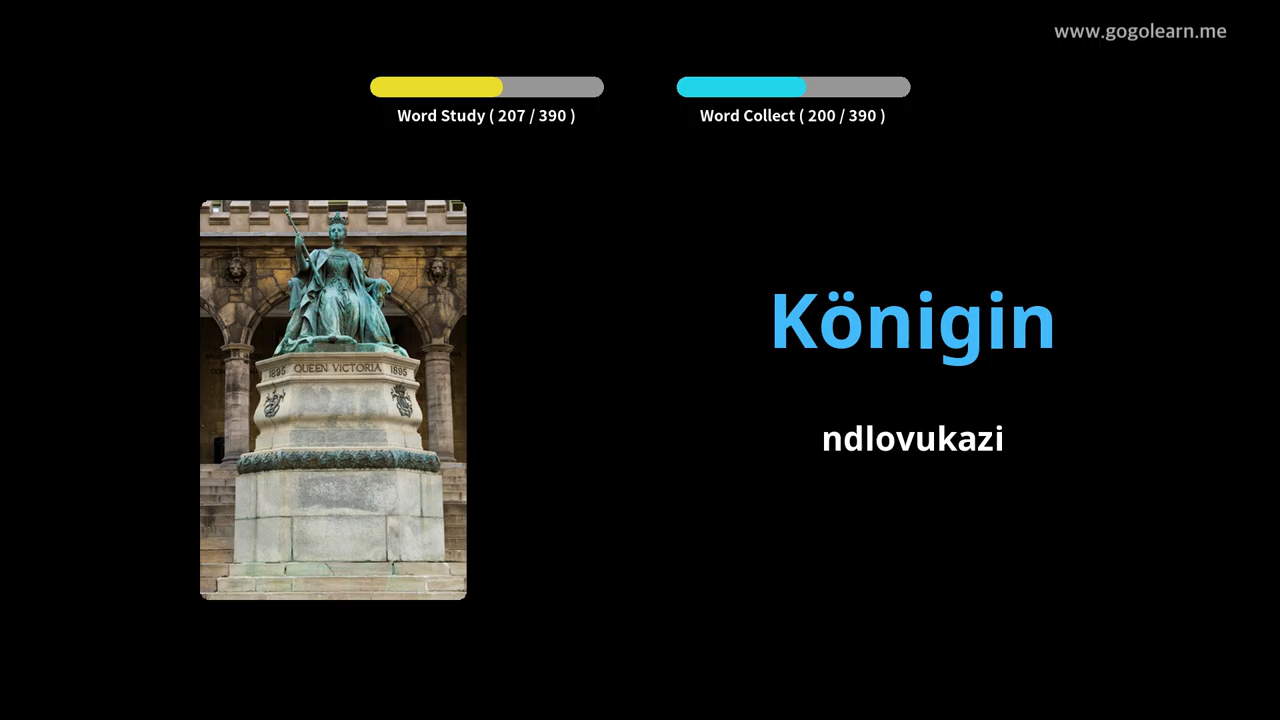 www.gogolearn.me
Word Study ( 207 / 390 )
Word Collect ( 200 / 390 )
1895 QUEEN VICTORIA 1895
Königin
ndlovukazi